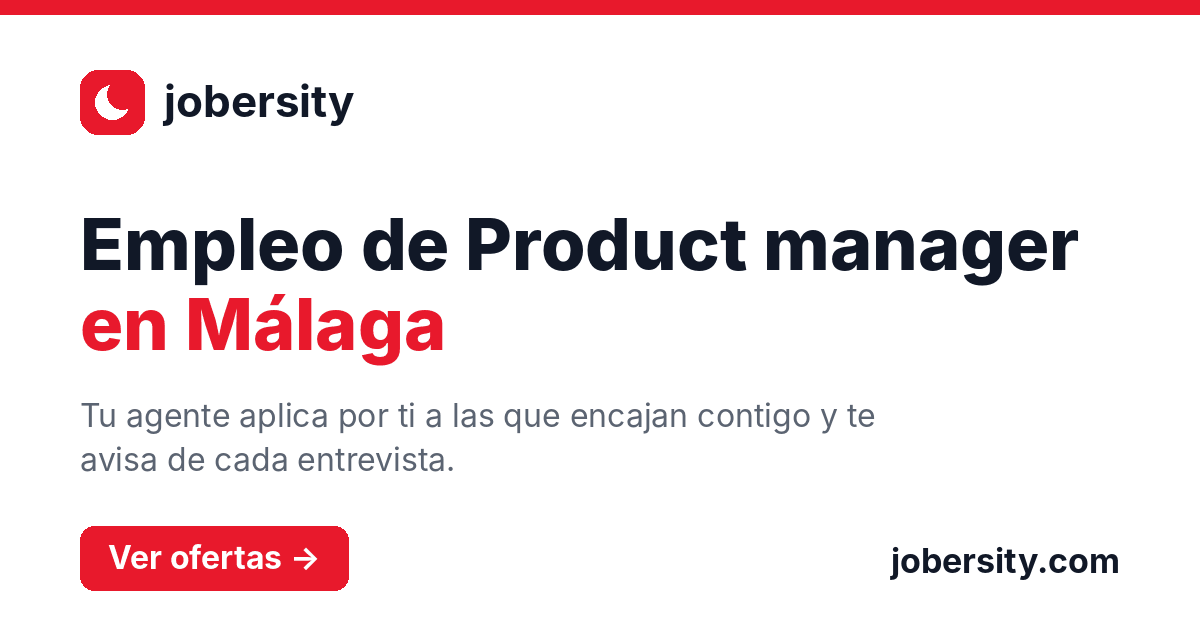 jobersity
Empleo de Product manager
en Málaga
Tu agente aplica por ti a las que encajan contigo y te
avisa de cada entrevista.
Ver ofertas →
jobersity.com